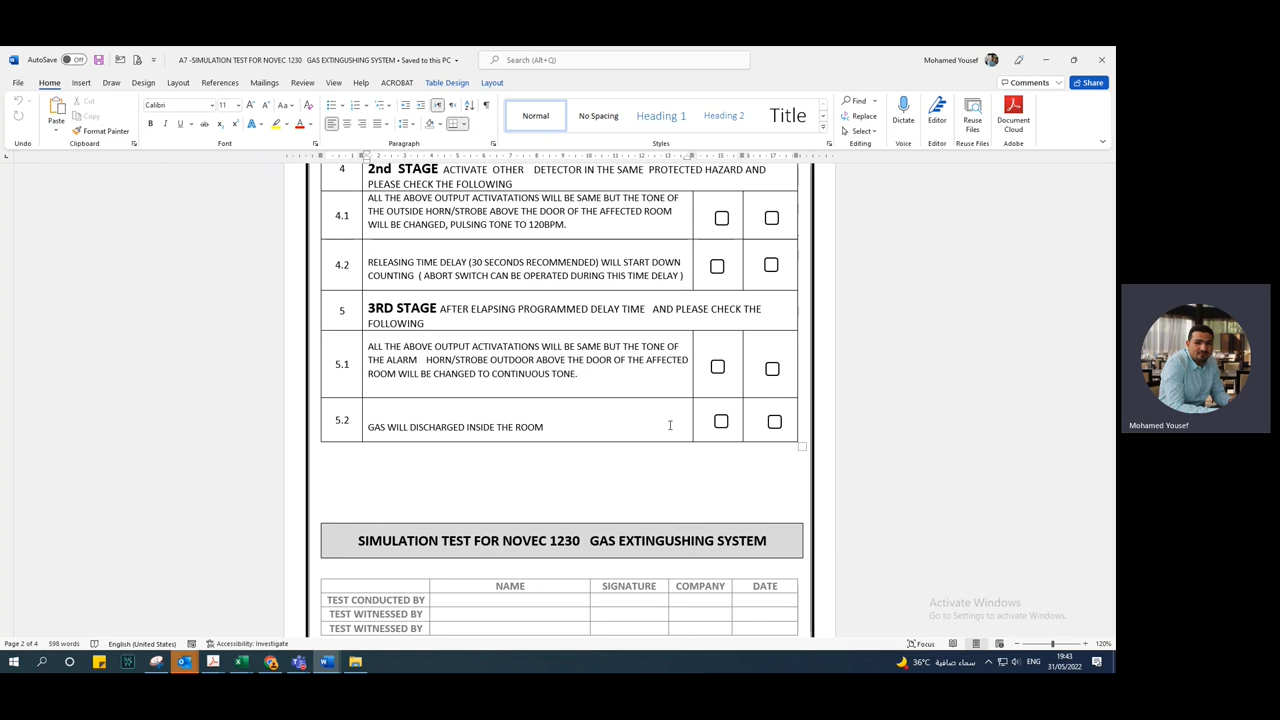 AutoSave Off A7 -SIMULATION TEST FOR NOVEC 1230 GAS EXTINGUSHING SYSTEM • Saved to this PC Search (Alt+Q) Mohamed Yousef
File Home Insert Draw Design Layout References Mailings Review View Help ACROBAT Table Design Layout Comments Share
Paste Cut Copy Format Painter
Calibri 11
Normal No Spacing Heading 1 Heading 2 Title
Find Replace Select
Dictate Editor Reuse Files Document Cloud
Undo Clipboard Font Paragraph Styles Editing Voice Editor Reuse Files Adobe
4 2nd STAGE ACTIVATE OTHER DETECTOR IN THE SAME PROTECTED HAZARD AND
PLEASE CHECK THE FOLLOWING
4.1 ALL THE ABOVE OUTPUT ACTIVATATIONS WILL BE SAME BUT THE TONE OF
THE OUTSIDE HORN/STROBE ABOVE THE DOOR OF THE AFFECTED ROOM
WILL BE CHANGED, PULSING TONE TO 120BPM.
4.2 RELEASING TIME DELAY (30 SECONDS RECOMMENDED) WILL START DOWN
COUNTING ( ABORT SWITCH CAN BE OPERATED DURING THIS TIME DELAY )
5 3RD STAGE AFTER ELAPSING PROGRAMMED DELAY TIME AND PLEASE CHECK THE
FOLLOWING
5.1 ALL THE ABOVE OUTPUT ACTIVATATIONS WILL BE SAME BUT THE TONE OF
THE ALARM HORN/STROBE OUTDOOR ABOVE THE DOOR OF THE AFFECTED
ROOM WILL BE CHANGED TO CONTINUOUS TONE.
5.2 GAS WILL DISCHARGED INSIDE THE ROOM
SIMULATION TEST FOR NOVEC 1230 GAS EXTINGUSHING SYSTEM
NAME SIGNATURE COMPANY DATE
TEST CONDUCTED BY
TEST WITNESSED BY
TEST WITNESSED BY
Activate Windows
Go to Settings to activate Windows.
Page 2 of 4 598 words English (United States) Accessibility: Investigate Focus 120%
36°C سماء صافية ENG 19:43
31/05/2022
Mohamed Yousef